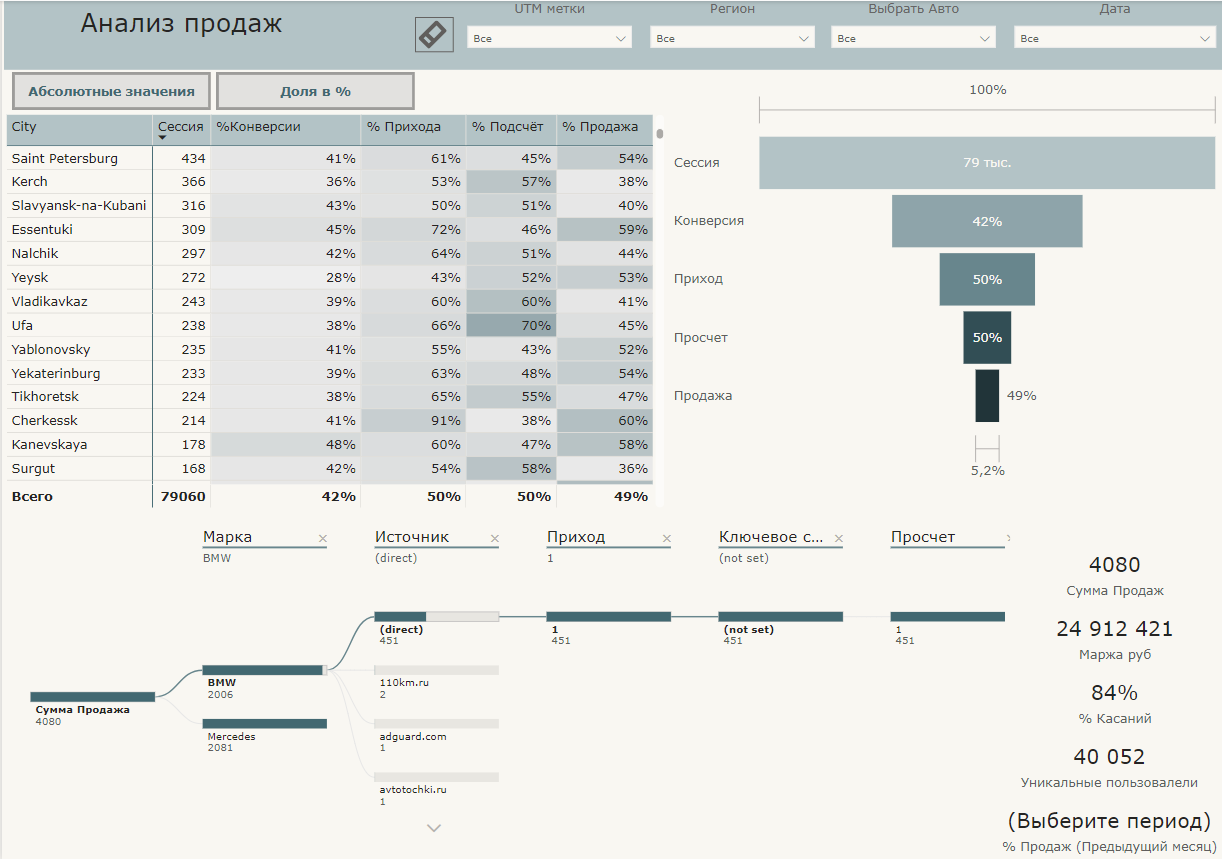 Анализ продаж
UTM метки Регион Выбрать Авто Дата
Все Все Все Все
Абсолютные значения Доля в %
City Сессия %Конверсии % Прихода % Подсчёт % Продажа
Saint Petersburg 434 41% 61% 45% 54%
Kerch 366 36% 53% 57% 38%
Slavyansk-na-Kubani 316 43% 50% 51% 40%
Essentuki 309 45% 72% 46% 59%
Nalchik 297 42% 64% 51% 44%
Yeysk 272 28% 43% 52% 53%
Vladikavkaz 243 39% 60% 60% 41%
Ufa 238 38% 66% 70% 45%
Yablonovsky 235 41% 55% 43% 52%
Yekaterinburg 233 39% 63% 48% 54%
Tikhoretsk 224 38% 65% 55% 47%
Cherkessk 214 41% 91% 38% 60%
Kanevskaya 178 48% 60% 47% 58%
Surgut 168 42% 54% 58% 36%
Всего 79060 42% 50% 50% 49%
100%
Сессия 79 тыс.
Конверсия 42%
Приход 50%
Просчет 50%
Продажа 49%
5,2%
Марка Источник Приход Ключевое с... Просчет
BMW (direct) 1 (not set)
Сумма Продажа
4080
BMW
2006
Mercedes
2081
(direct)
451
110km.ru
2
adguard.com
1
avtotochki.ru
1
1
451
(not set)
451
1
451
4080
Сумма Продаж
24 912 421
Маржа руб
84%
% Касаний
40 052
Уникальные пользовалели
(Выберите период)
% Продаж (Предыдущий месяц)